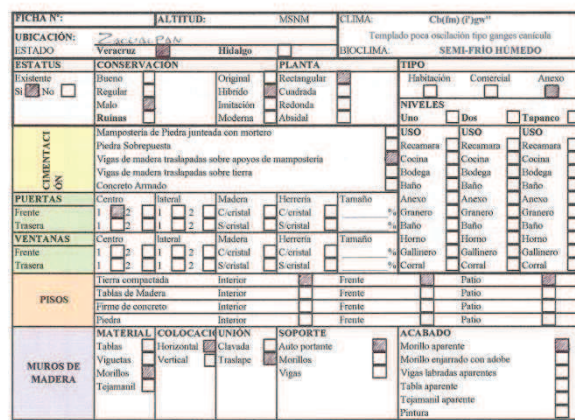 FICHA N°: ALTITUD: MSNM CLIMA: Cb(fm) (i')gw"
UBICACIÓN: Zacualpan Templado poca oscilación tipo ganges canícula
ESTADO Veracruz Hidalgo BIOCLIMA: SEMI-FRÍO HÚMEDO
ESTATUS CONSERVACIÓN PLANTA TIPO
Existente Bueno Original Rectangular Habitación Comercial Anexo
Si No Regular Hibrido Cuadrada
Malo Imitación Redonda NIVELES
Ruinas Moderna Absidal Uno Dos Tapanco
CIMENTACI ÓN Mampostería de Piedra junteada con mortero USO USO USO
Piedra Sobrepuesta Recamara Recamara Recamara
Vigas de madera traslapadas sobre apoyos de mampostería Cocina Cocina Cocina
Vigas de madera traslapadas sobre tierra Bodega Bodega Bodega
Concreto Armado Baño Baño Baño
PUERTAS Centro lateral Madera Herrería Tamaño Anexo Anexo Anexo
Frente 1 2 1 2 C/cristal C/cristal % Granero Granero Granero
Trasera 1 2 1 2 S/cristal S/cristal % Baño Baño Baño
VENTANAS Centro lateral Madera Herrería Tamaño Horno Horno Horno
Frente 1 2 1 2 C/cristal C/cristal % Gallinero Gallinero Gallinero
Trasera 1 2 1 2 S/cristal S/cristal % Corral Corral Corral
PISOS Tierra compactada Interior Frente Patio
Tablas de Madera Interior Frente Patio
Firme de concreto Interior Frente Patio
Piedra Interior Frente Patio
MUROS DE MADERA MATERIAL COLOCACI UNIÓN SOPORTE ACABADO
Tablas Horizontal Clavada Auto portante Morillo aparente
Viguetas Vertical Traslape Morillos Morillo enjarrado con adobe
Morillos Vigas Vigas labradas aparentes
Tejamanil Tabla aparente
Tejamanil aparente
Pintura